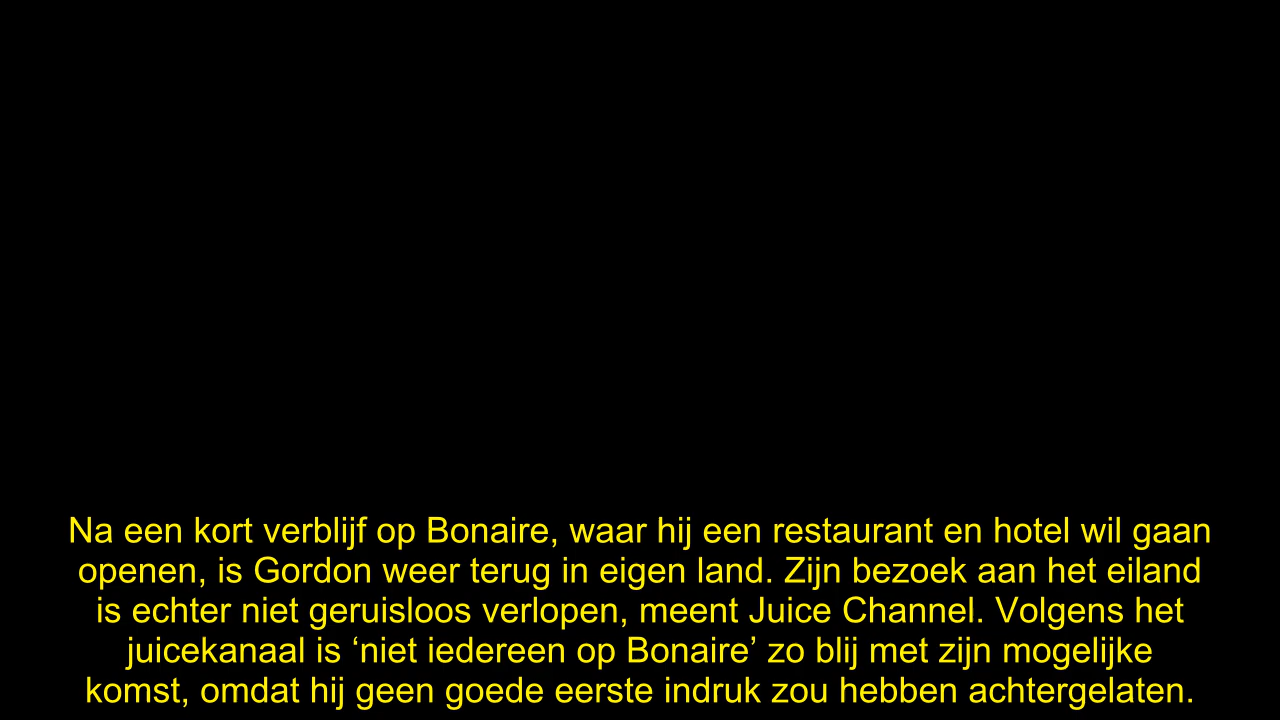 Na een kort verblijf op Bonaire, waar hij een restaurant en hotel wil gaan
openen, is Gordon weer terug in eigen land. Zijn bezoek aan het eiland
is echter niet geruisloos verlopen, meent Juice Channel. Volgens het
juicekanaal is ‘niet iedereen op Bonaire’ zo blij met zijn mogelijke
komst, omdat hij geen goede eerste indruk zou hebben achtergelaten.